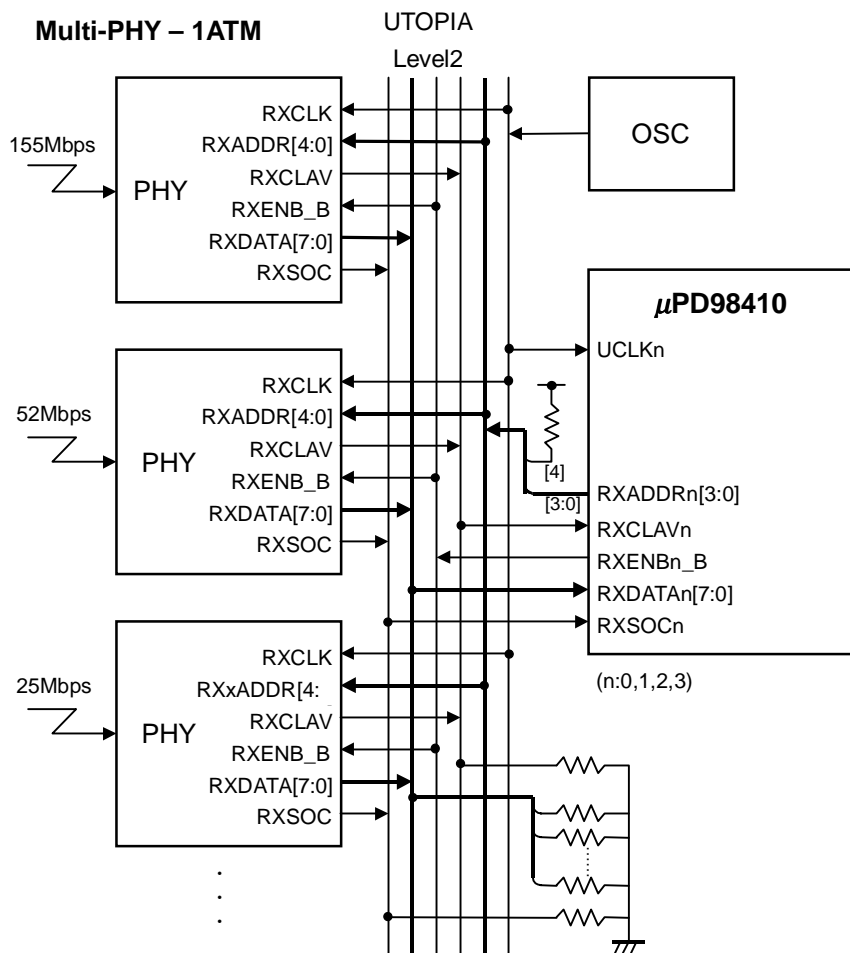 Multi-PHY – 1ATM
UTOPIA
Level2
155Mbps
PHY
RXCLK
RXADDR[4:0]
RXCLAV
RXENB_B
RXDATA[7:0]
RXSOC
OSC
52Mbps
PHY
RXCLK
RXADDR[4:0]
RXCLAV
RXENB_B
RXDATA[7:0]
RXSOC
μPD98410
UCLKn
[4]
[3:0]
RXADDRn[3:0]
RXCLAVn
RXENBn_B
RXDATAn[7:0]
RXSOCn
(n:0,1,2,3)
25Mbps
PHY
RXCLK
RXxADDR[4:
RXCLAV
RXENB_B
RXDATA[7:0]
RXSOC